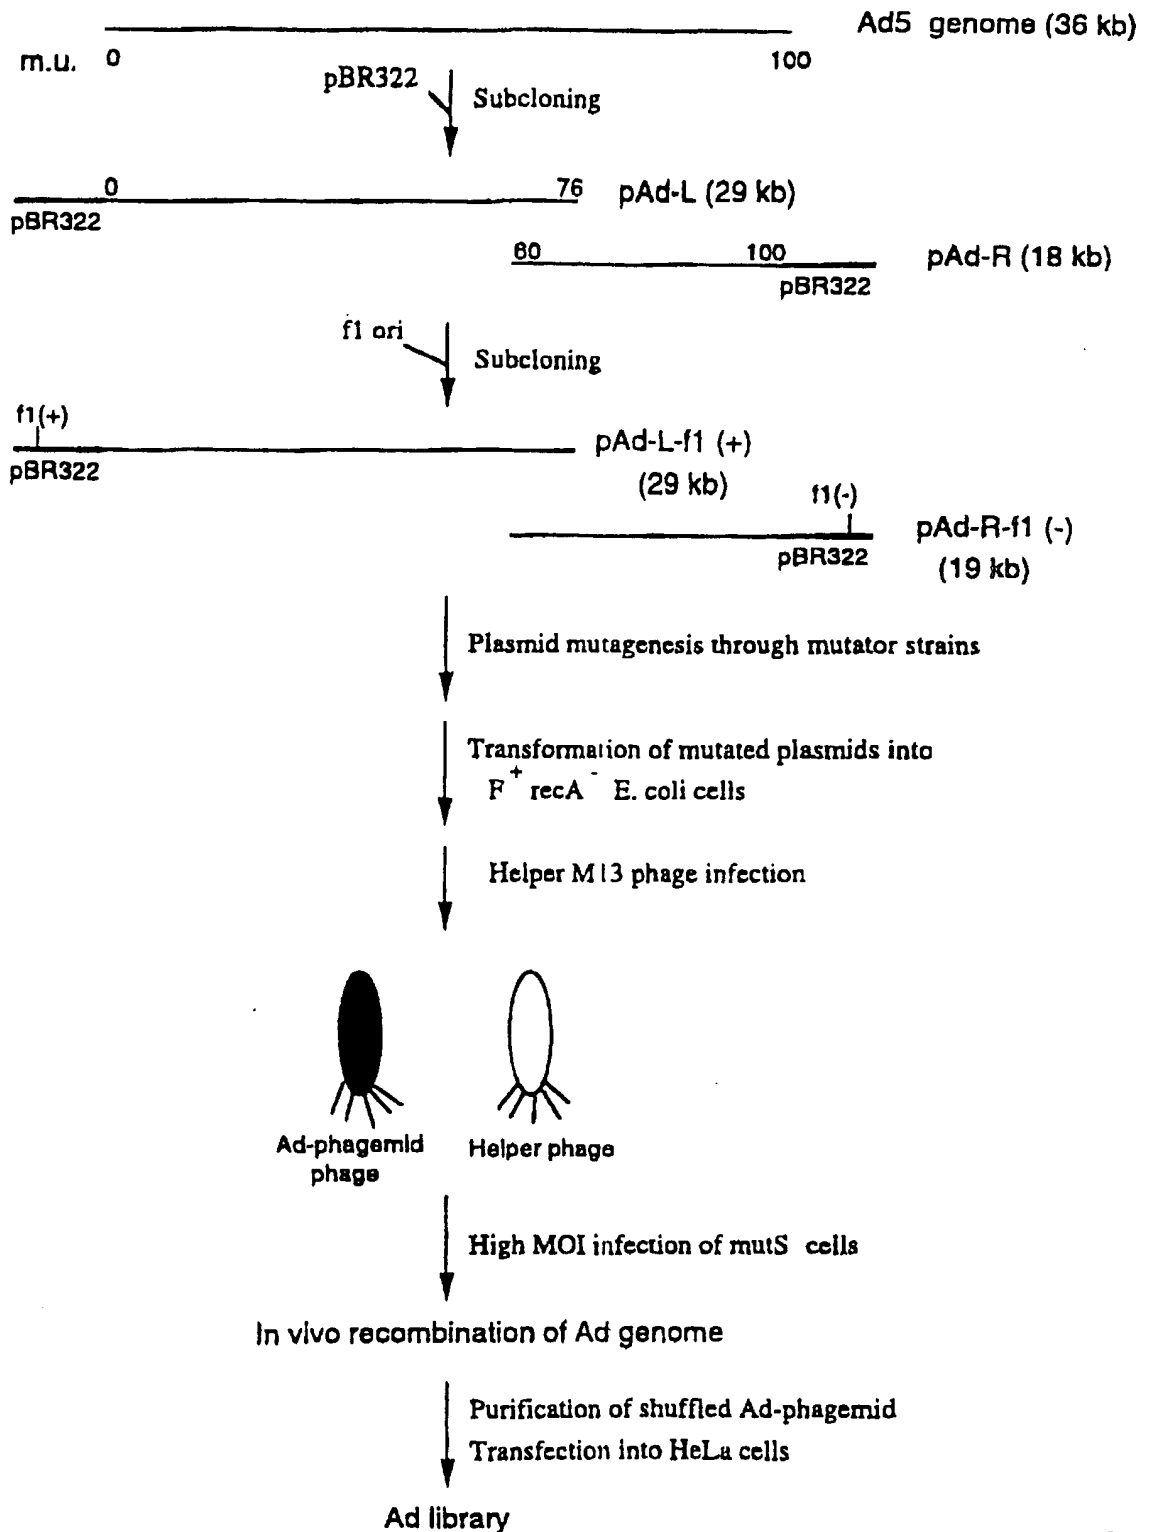 Ad5 genome (36 kb)
m.u. 0 100
pBR322 Subcloning
0 76 pAd-L (29 kb)
pBR322
60 100 pAd-R (18 kb)
pBR322
f1 ori
Subcloning
f1(+)
pAd-L-f1 (+)
pBR322
(29 kb)
f1(-)
pAd-R-f1 (-)
pBR322
(19 kb)
Plasmid mutagenesis through mutator strains
Transformation of mutated plasmids into
F+ recA- E. coli cells
Helper M13 phage infection
Ad-phagemid
phage
Helper phage
High MOI infection of mutS cells
In vivo recombination of Ad genome
Purification of shuffled Ad-phagemid
Transfection into HeLa cells
Ad library